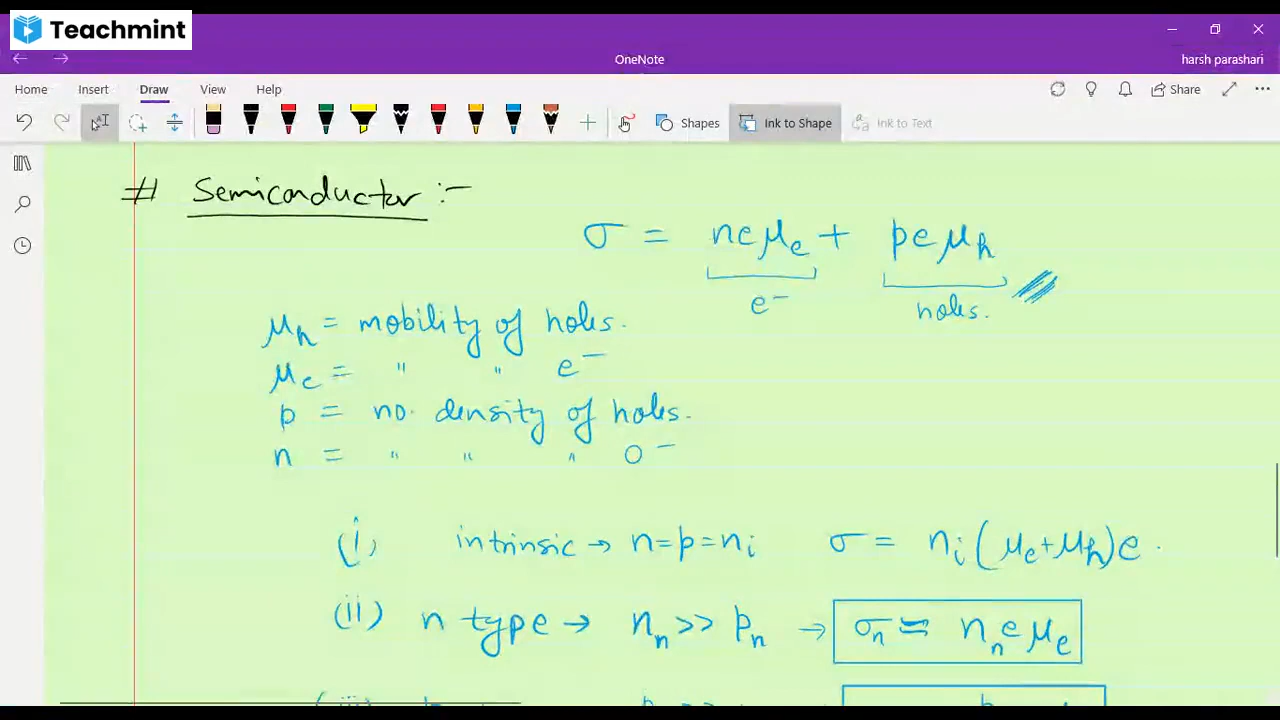 Teachmint
OneNote
harsh parashari
Home Insert Draw View Help
Share
Shapes Ink to Shape Ink to Text
# Semiconductor :-
σ = neμe + peμh
e⁻ holes.
μh = mobility of holes.
μe = " " e⁻
p = no. density of holes.
n = " " " e⁻
(i) intrinsic → n=p=ni σ = ni(μe+μh)e.
(ii) n type → nn >> pn → σn = nn e μe